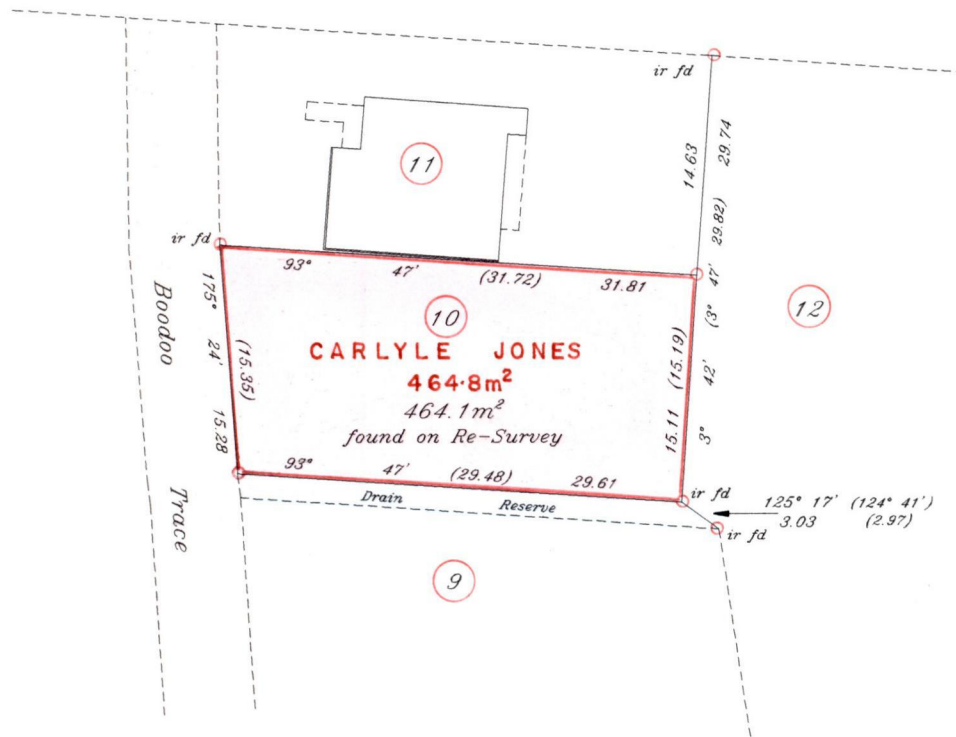 ir fd
11
14.63
29.74
29.82)
ir fd
93° 47' (31.72) 31.81
(3° 47'
12
10
Boodoo
175° 24' 15.28
(15.35)
CARLYLE JONES
464.8m²
464.1m²
found on Re-Survey
15.11 (15.19)
3° 42'
93° 47' (29.48) 29.61
ir fd
Drain Reserve
125° 17' (124° 41')
3.03 (2.97)
ir fd
Trace
9